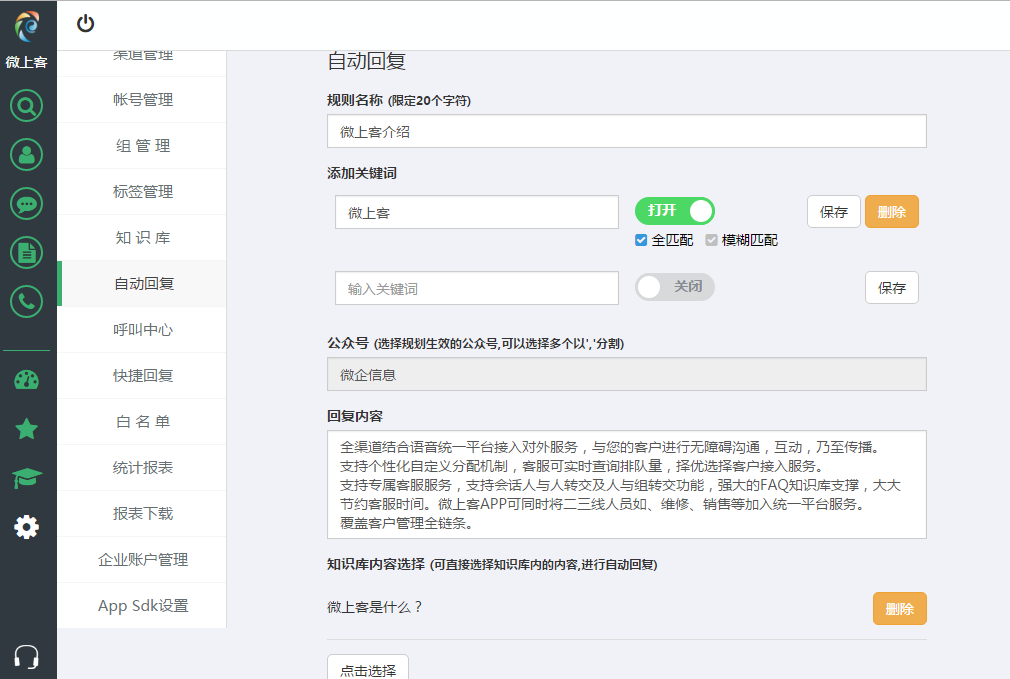 微上客
渠道管理
帐号管理
组 管 理
标签管理
知 识 库
自动回复
呼叫中心
快捷回复
白 名 单
统计报表
报表下载
企业账户管理
App Sdk设置
自动回复
规则名称 (限定20个字符)
微上客介绍
添加关键词
微上客
打开
保存
删除
全匹配
模糊匹配
输入关键词
关闭
保存
公众号 (选择规划生效的公众号,可以选择多个以','分割)
微企信息
回复内容
全渠道结合语音统一平台接入对外服务，与您的客户进行无障碍沟通，互动，乃至传播。
支持个性化自定义分配机制，客服可实时查询排队量，择优选择客户接入服务。
支持专属客服服务，支持会话人与人转交及人与组转交功能，强大的FAQ知识库支撑，大大
节约客服时间。微上客APP可同时将二三线人员如、维修、销售等加入统一平台服务。
覆盖客户管理全链条。
知识库内容选择 (可直接选择知识库内的内容,进行自动回复)
微上客是什么？
删除
点击选择